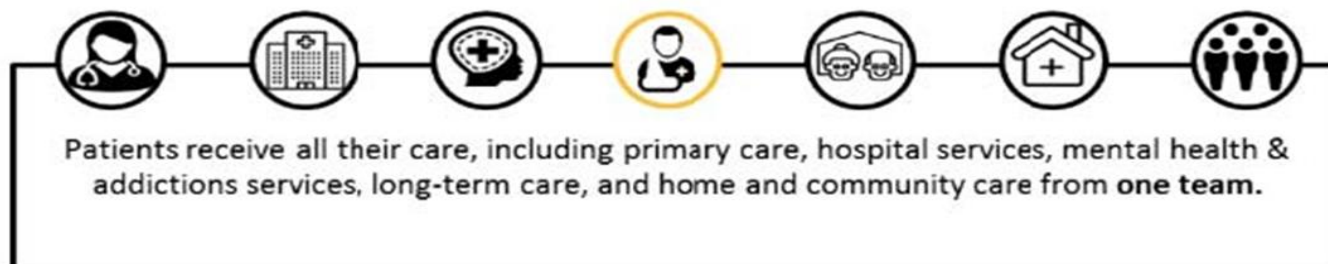 Patients receive all their care, including primary care, hospital services, mental health &
addictions services, long-term care, and home and community care from one team.